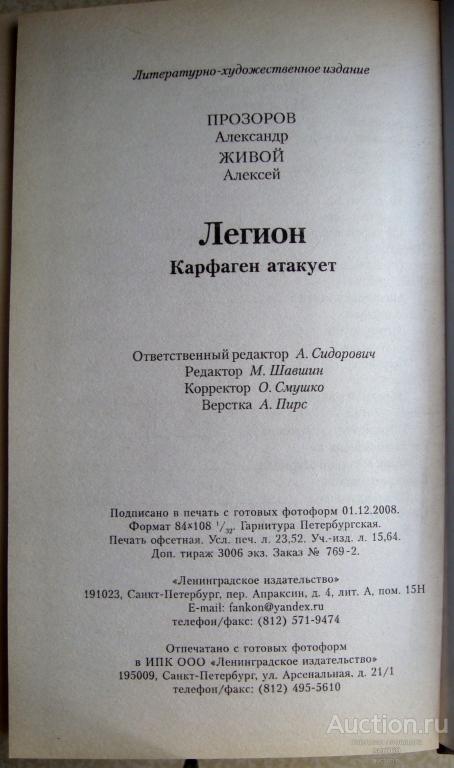 Литературно-художественное издание
ПРОЗОРОВ
Александр
ЖИВОЙ
Алексей
Легион
Карфаген атакует
Ответственный редактор А. Сидорович
Редактор М. Шавшин
Корректор О. Смушко
Верстка А. Пирс
Подписано в печать с готовых фотоформ 01.12.2008.
Формат 84×108 1/32. Гарнитура Петербургская.
Печать офсетная. Усл. печ. л. 23,52. Уч.-изд. л. 15,64.
Доп. тираж 3006 экз. Заказ № 769-2.
«Ленинградское издательство»
191023, Санкт-Петербург, пер. Апраксин, д. 4, лит. А, пом. 15Н
E-mail: fankon@yandex.ru
телефон/факс: (812) 571-9474
Отпечатано с готовых фотоформ
в ИПК ООО «Ленинградское издательство»
195009, Санкт-Петербург, ул. Арсенальная, д. 21/1
телефон/факс: (812) 495-5610
Auction.ru